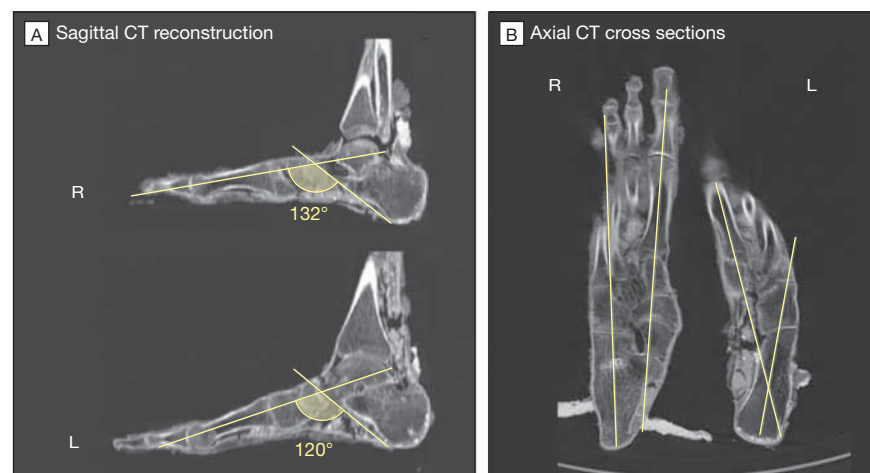 A Sagittal CT reconstruction
R
132°
L
120°
B Axial CT cross sections
R
L